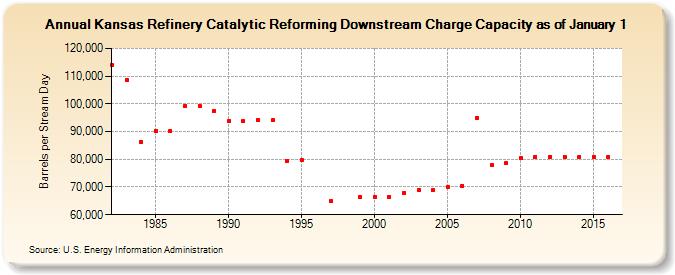 Annual Kansas Refinery Catalytic Reforming Downstream Charge Capacity as of January 1
Barrels per Stream Day
120,000
110,000
100,000
90,000
80,000
70,000
60,000
1985 1990 1995 2000 2005 2010 2015
Source: U.S. Energy Information Administration